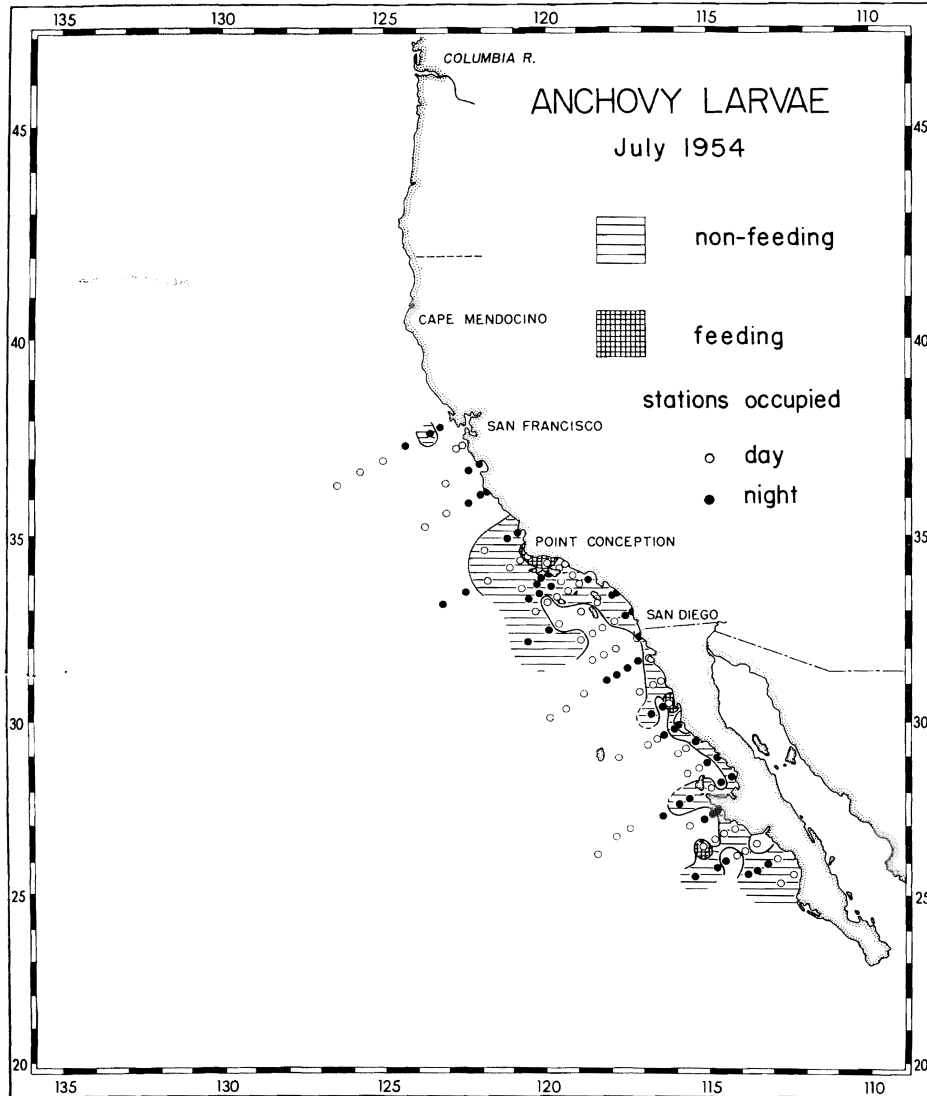 135 130 125 120 115 110
COLUMBIA R.
ANCHOVY LARVAE
July 1954
45 45
non-feeding
CAPE MENDOCINO
feeding
40 40
stations occupied
SAN FRANCISCO
day
night
35 35
POINT CONCEPTION
SAN DIEGO
30 30
25 25
20 20
135 130 125 120 115 110